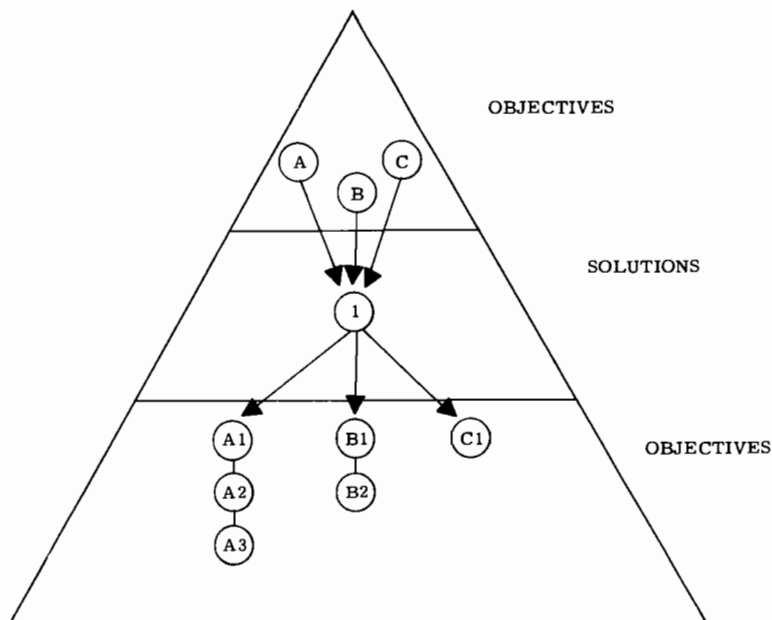 OBJECTIVES
A
C
B
SOLUTIONS
1
A1
B1
C1
OBJECTIVES
A2
B2
A3